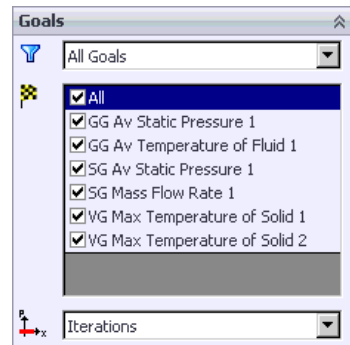 Goals
All Goals
All
GG Av Static Pressure 1
GG Av Temperature of Fluid 1
SG Av Static Pressure 1
SG Mass Flow Rate 1
VG Max Temperature of Solid 1
VG Max Temperature of Solid 2
P
x
Iterations